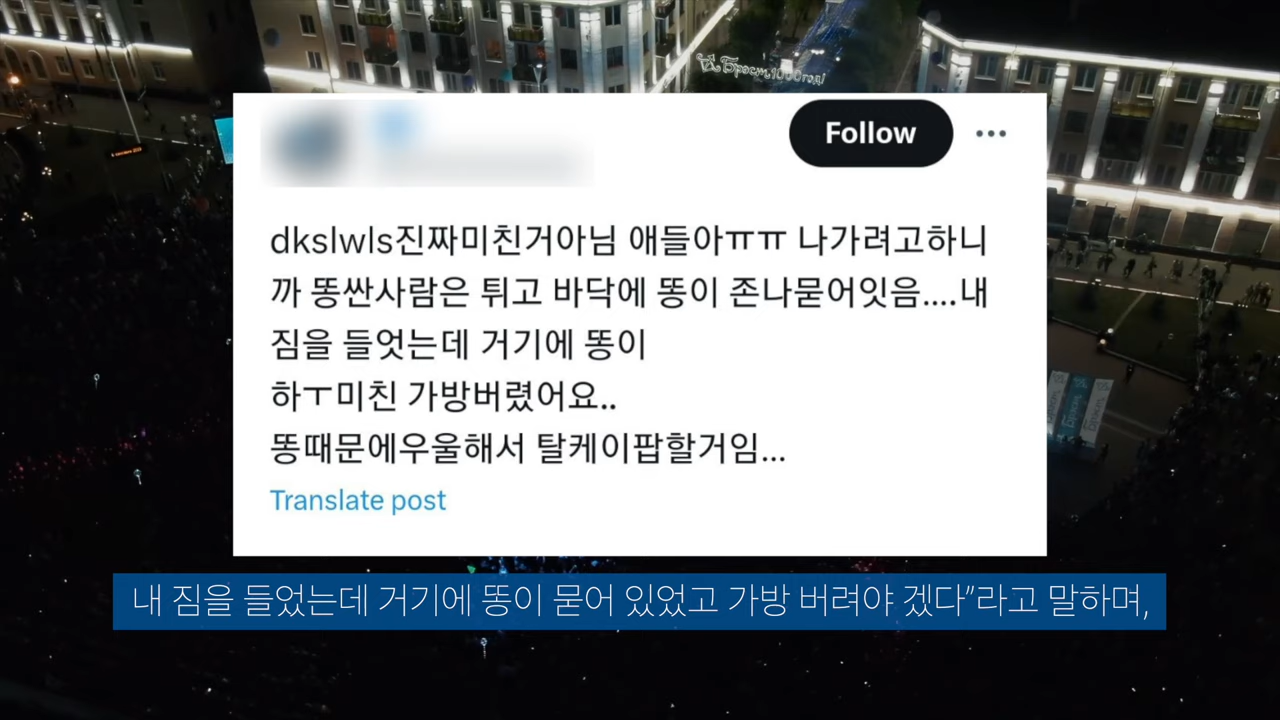 Брэст 1000год!
Follow
dkslwls진짜미친거아님 애들아ㅠㅠ 나가려고하니
까 똥싼사람은 튀고 바닥에 똥이 존나묻어잇음....내
짐을 들엇는데 거기에 똥이
하ㅜ미친 가방버렸어요..
똥때문에우울해서 탈케이팝할거임...
Translate post
내 짐을 들었는데 거기에 똥이 묻어 있었고 가방 버려야 겠다”라고 말하며,